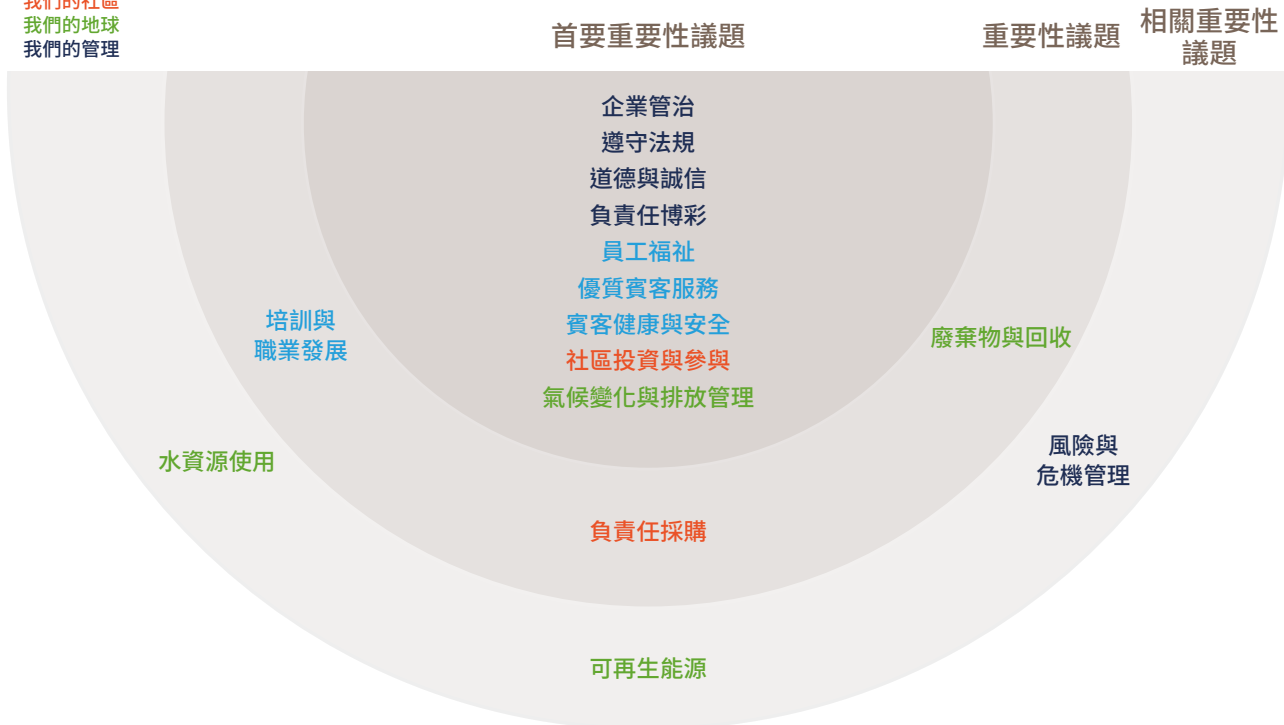 我們的社區
我們的地球
我們的管理
首要重要性議題
重要性議題
相關重要性
議題
企業管治
遵守法規
道德與誠信
負責任博彩
員工福祉
優質賓客服務
賓客健康與安全
社區投資與參與
氣候變化與排放管理
培訓與
職業發展
廢棄物與回收
水資源使用
風險與
危機管理
負責任採購
可再生能源